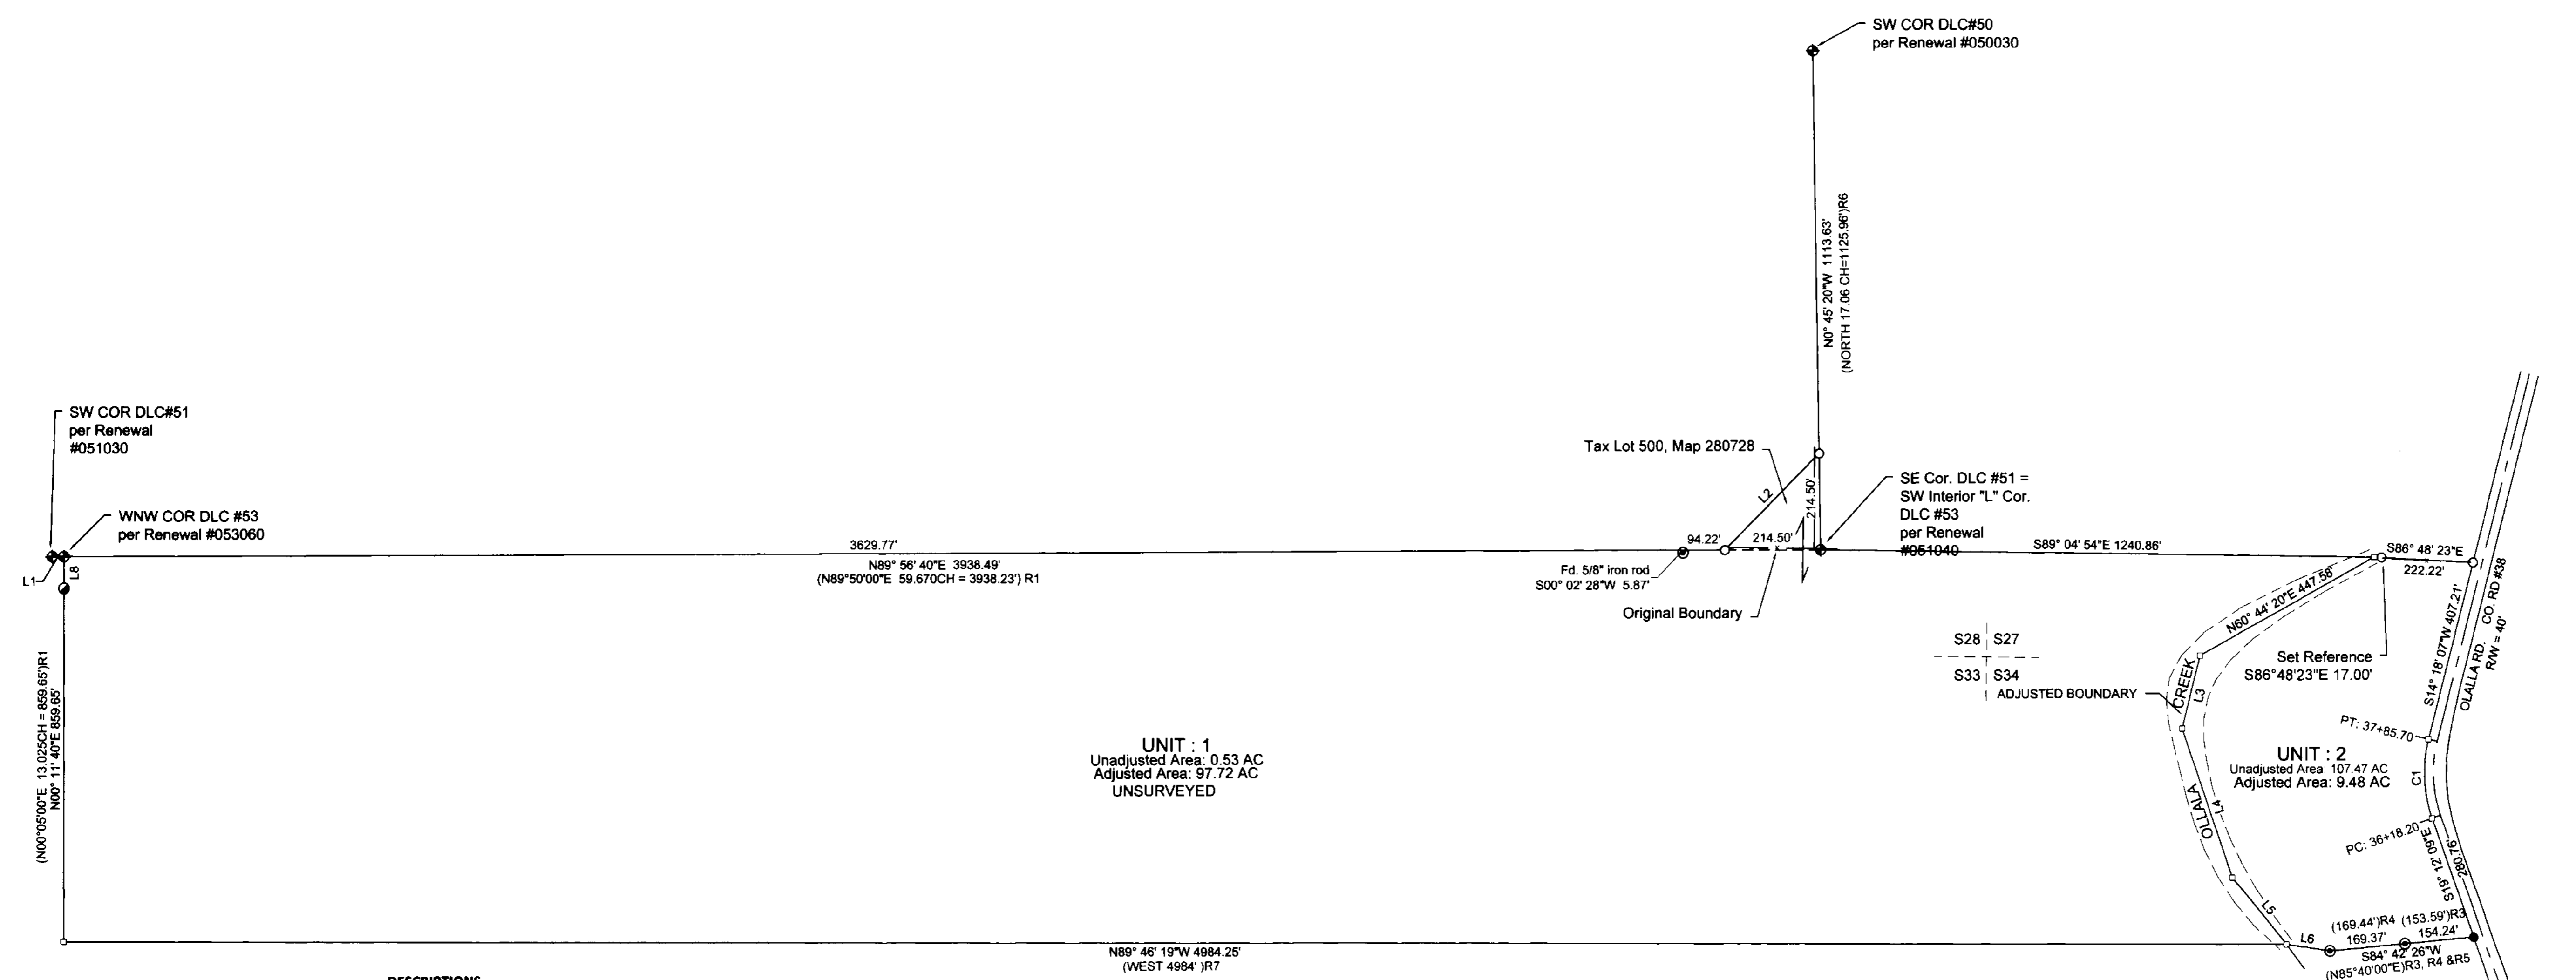 SW COR DLC#50
per Renewal #050030
N0° 45' 20"W 1113.63'
(NORTH 17.06 CH=1125.96')R6
SW COR DLC#51
per Renewal
#051030
WNW COR DLC #53
per Renewal #053060
L1
L8
3629.77'
N89° 56' 40"E 3938.49'
(N89°50'00"E 59.670CH = 3938.23') R1
Tax Lot 500, Map 280728
L2
214.50'
94.22'
214.50'
Fd. 5/8" iron rod
S00° 02' 28"W 5.87'
Original Boundary
SE Cor. DLC #51 =
SW Interior "L" Cor.
DLC #53
per Renewal
#051040
S89° 04' 54"E 1240.86'
S86° 48' 23"E
222.22'
N60° 44' 20"E 447.58'
Set Reference
S86°48'23"E 17.00'
S14° 18' 07"W 407.21'
OLALLA RD. CO. RD #38
R/W = 40'
S28 S27
S33 S34
ADJUSTED BOUNDARY
CREEK
L3
OLLALA
L4
L5
PT: 37+85.70
UNIT : 2
Unadjusted Area: 107.47 AC
Adjusted Area: 9.48 AC
C1
PC: 36+18.20
S19° 12' 09"E
280.76'
(N00°05'00"E 13.025CH = 859.65')R1
N00° 11' 40"E 859.65'
UNIT : 1
Unadjusted Area: 0.53 AC
Adjusted Area: 97.72 AC
UNSURVEYED
N89° 46' 19"W 4984.25'
(WEST 4984' )R7
L6
(169.44')R4 (153.59')R3
169.37' 154.24'
S84° 42' 26"W
(N85°40'00"E)R3, R4 &R5
DESCRIPTIONS